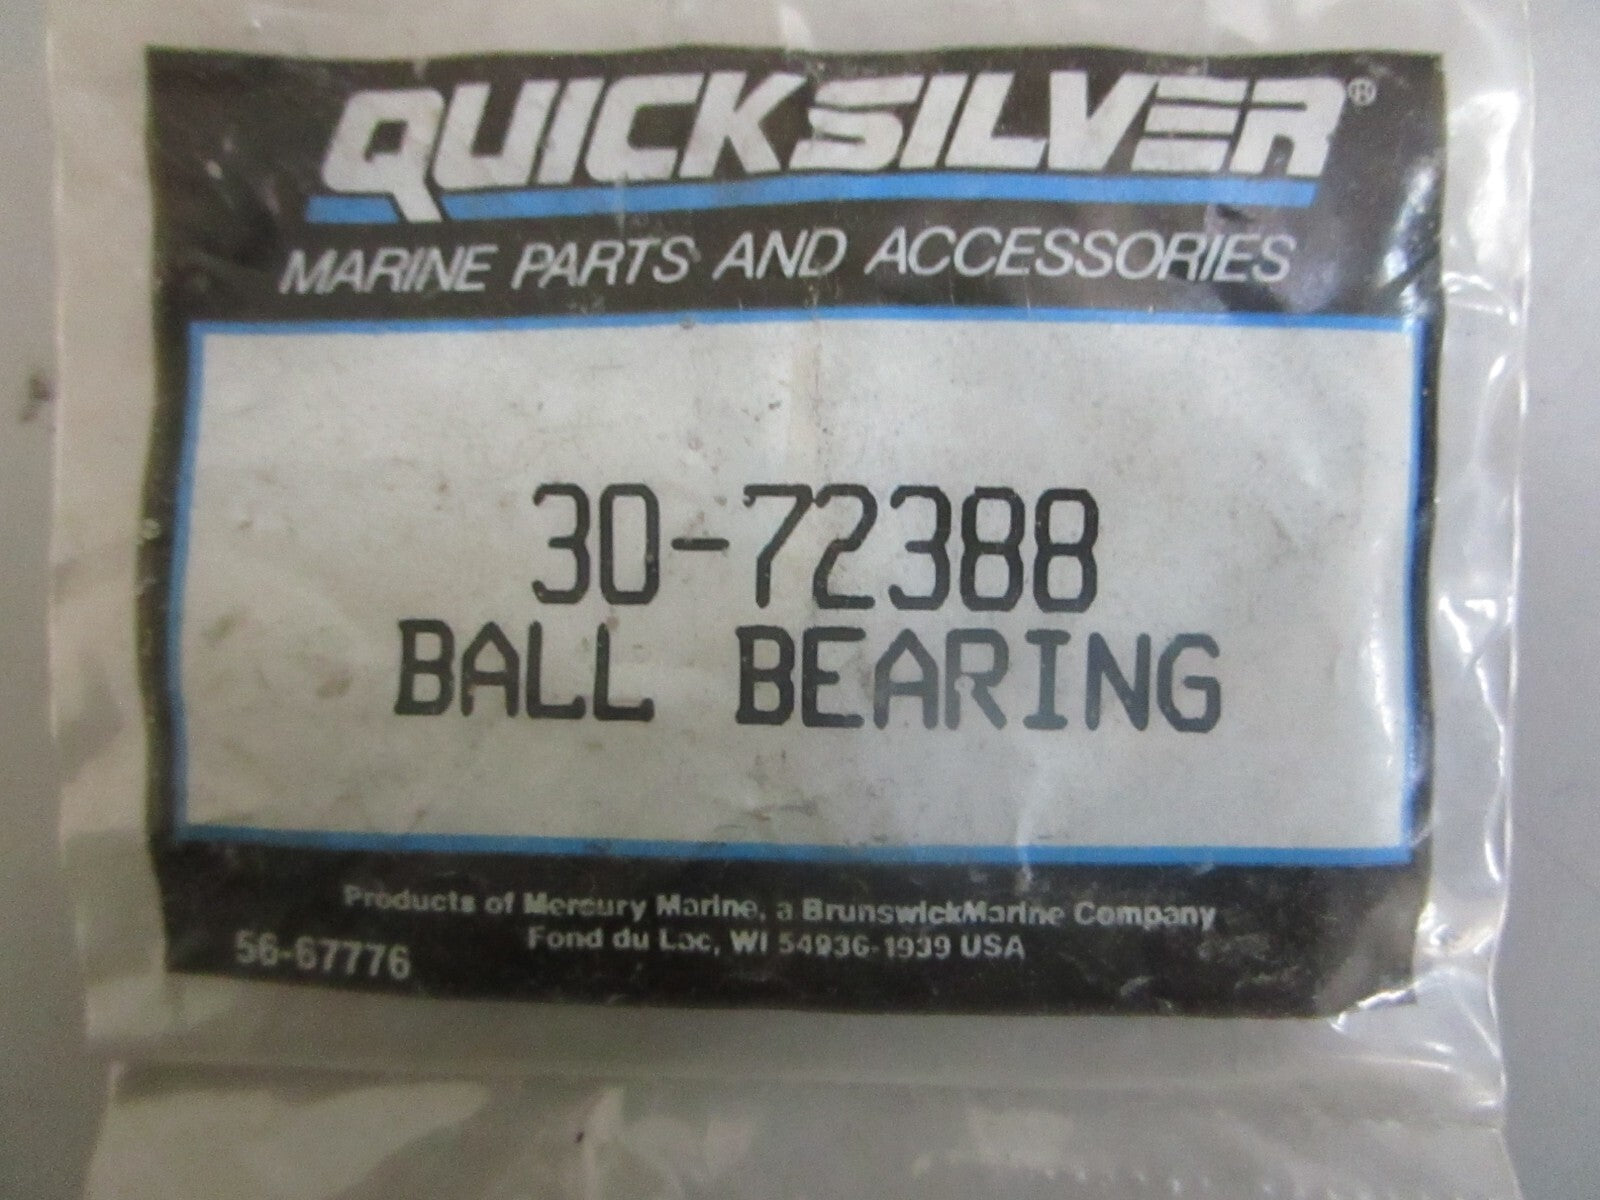 QUICKSILVER®
MARINE PARTS AND ACCESSORIES
30-72388
BALL BEARING
Products of Mercury Marine, a BrunswickMarine Company
Fond du Lac, WI 54936-1939 USA
56-67776